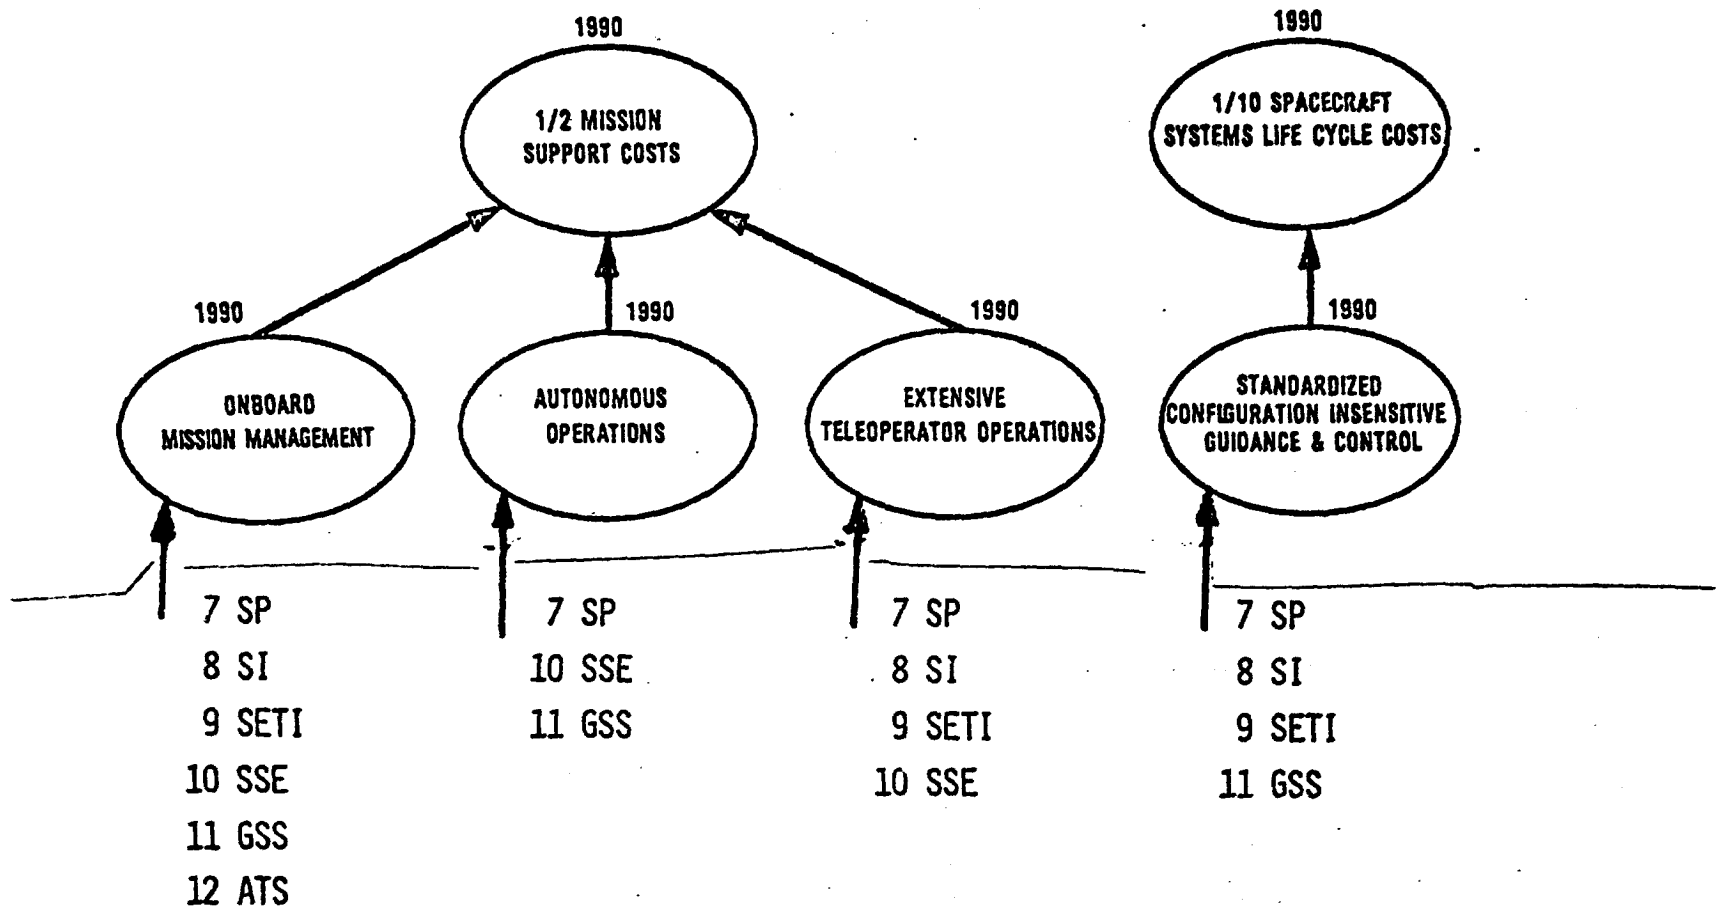 1990
1/2 MISSION
SUPPORT COSTS
1990
1/10 SPACECRAFT
SYSTEMS LIFE CYCLE COSTS
1990
ONBOARD
MISSION MANAGEMENT
1990
AUTONOMOUS
OPERATIONS
1990
EXTENSIVE
TELEOPERATOR OPERATIONS
1990
STANDARDIZED
CONFIGURATION INSENSITIVE
GUIDANCE & CONTROL
7 SP
8 SI
9 SETI
10 SSE
11 GSS
12 ATS
7 SP
10 SSE
11 GSS
7 SP
8 SI
9 SETI
10 SSE
7 SP
8 SI
9 SETI
11 GSS